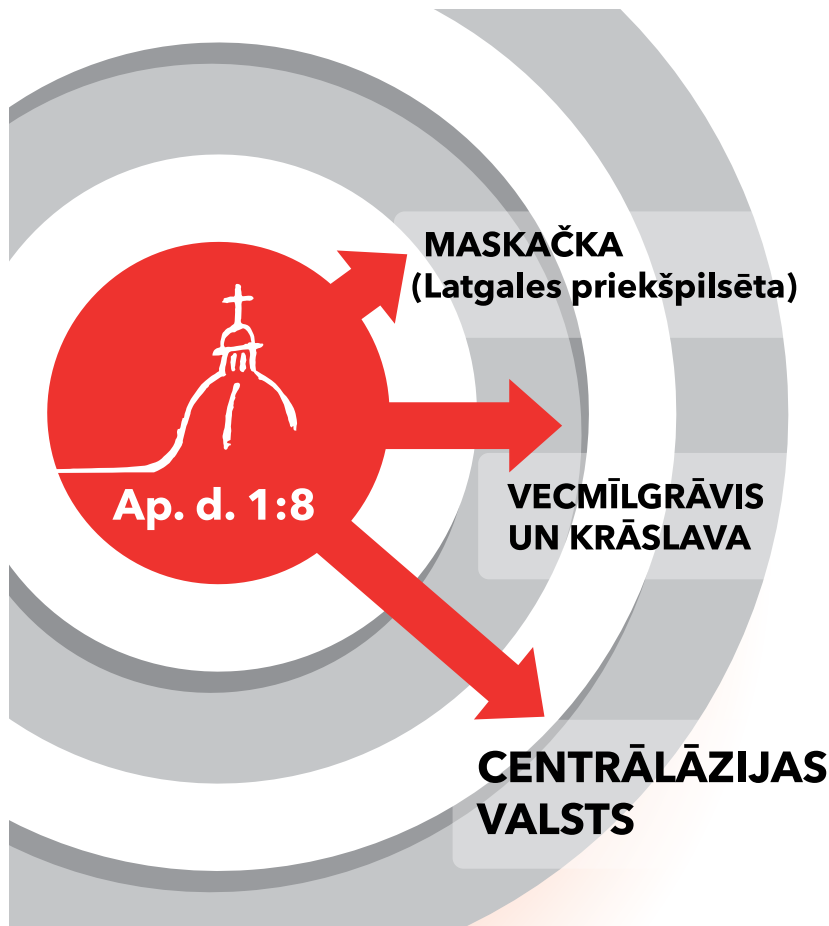 MASKAČKA
(Latgales priekšpilsēta)
Ap. d. 1:8
VECMĪLGRĀVIS
UN KRĀSLAVA
CENTRĀLĀZIJAS
VALSTS